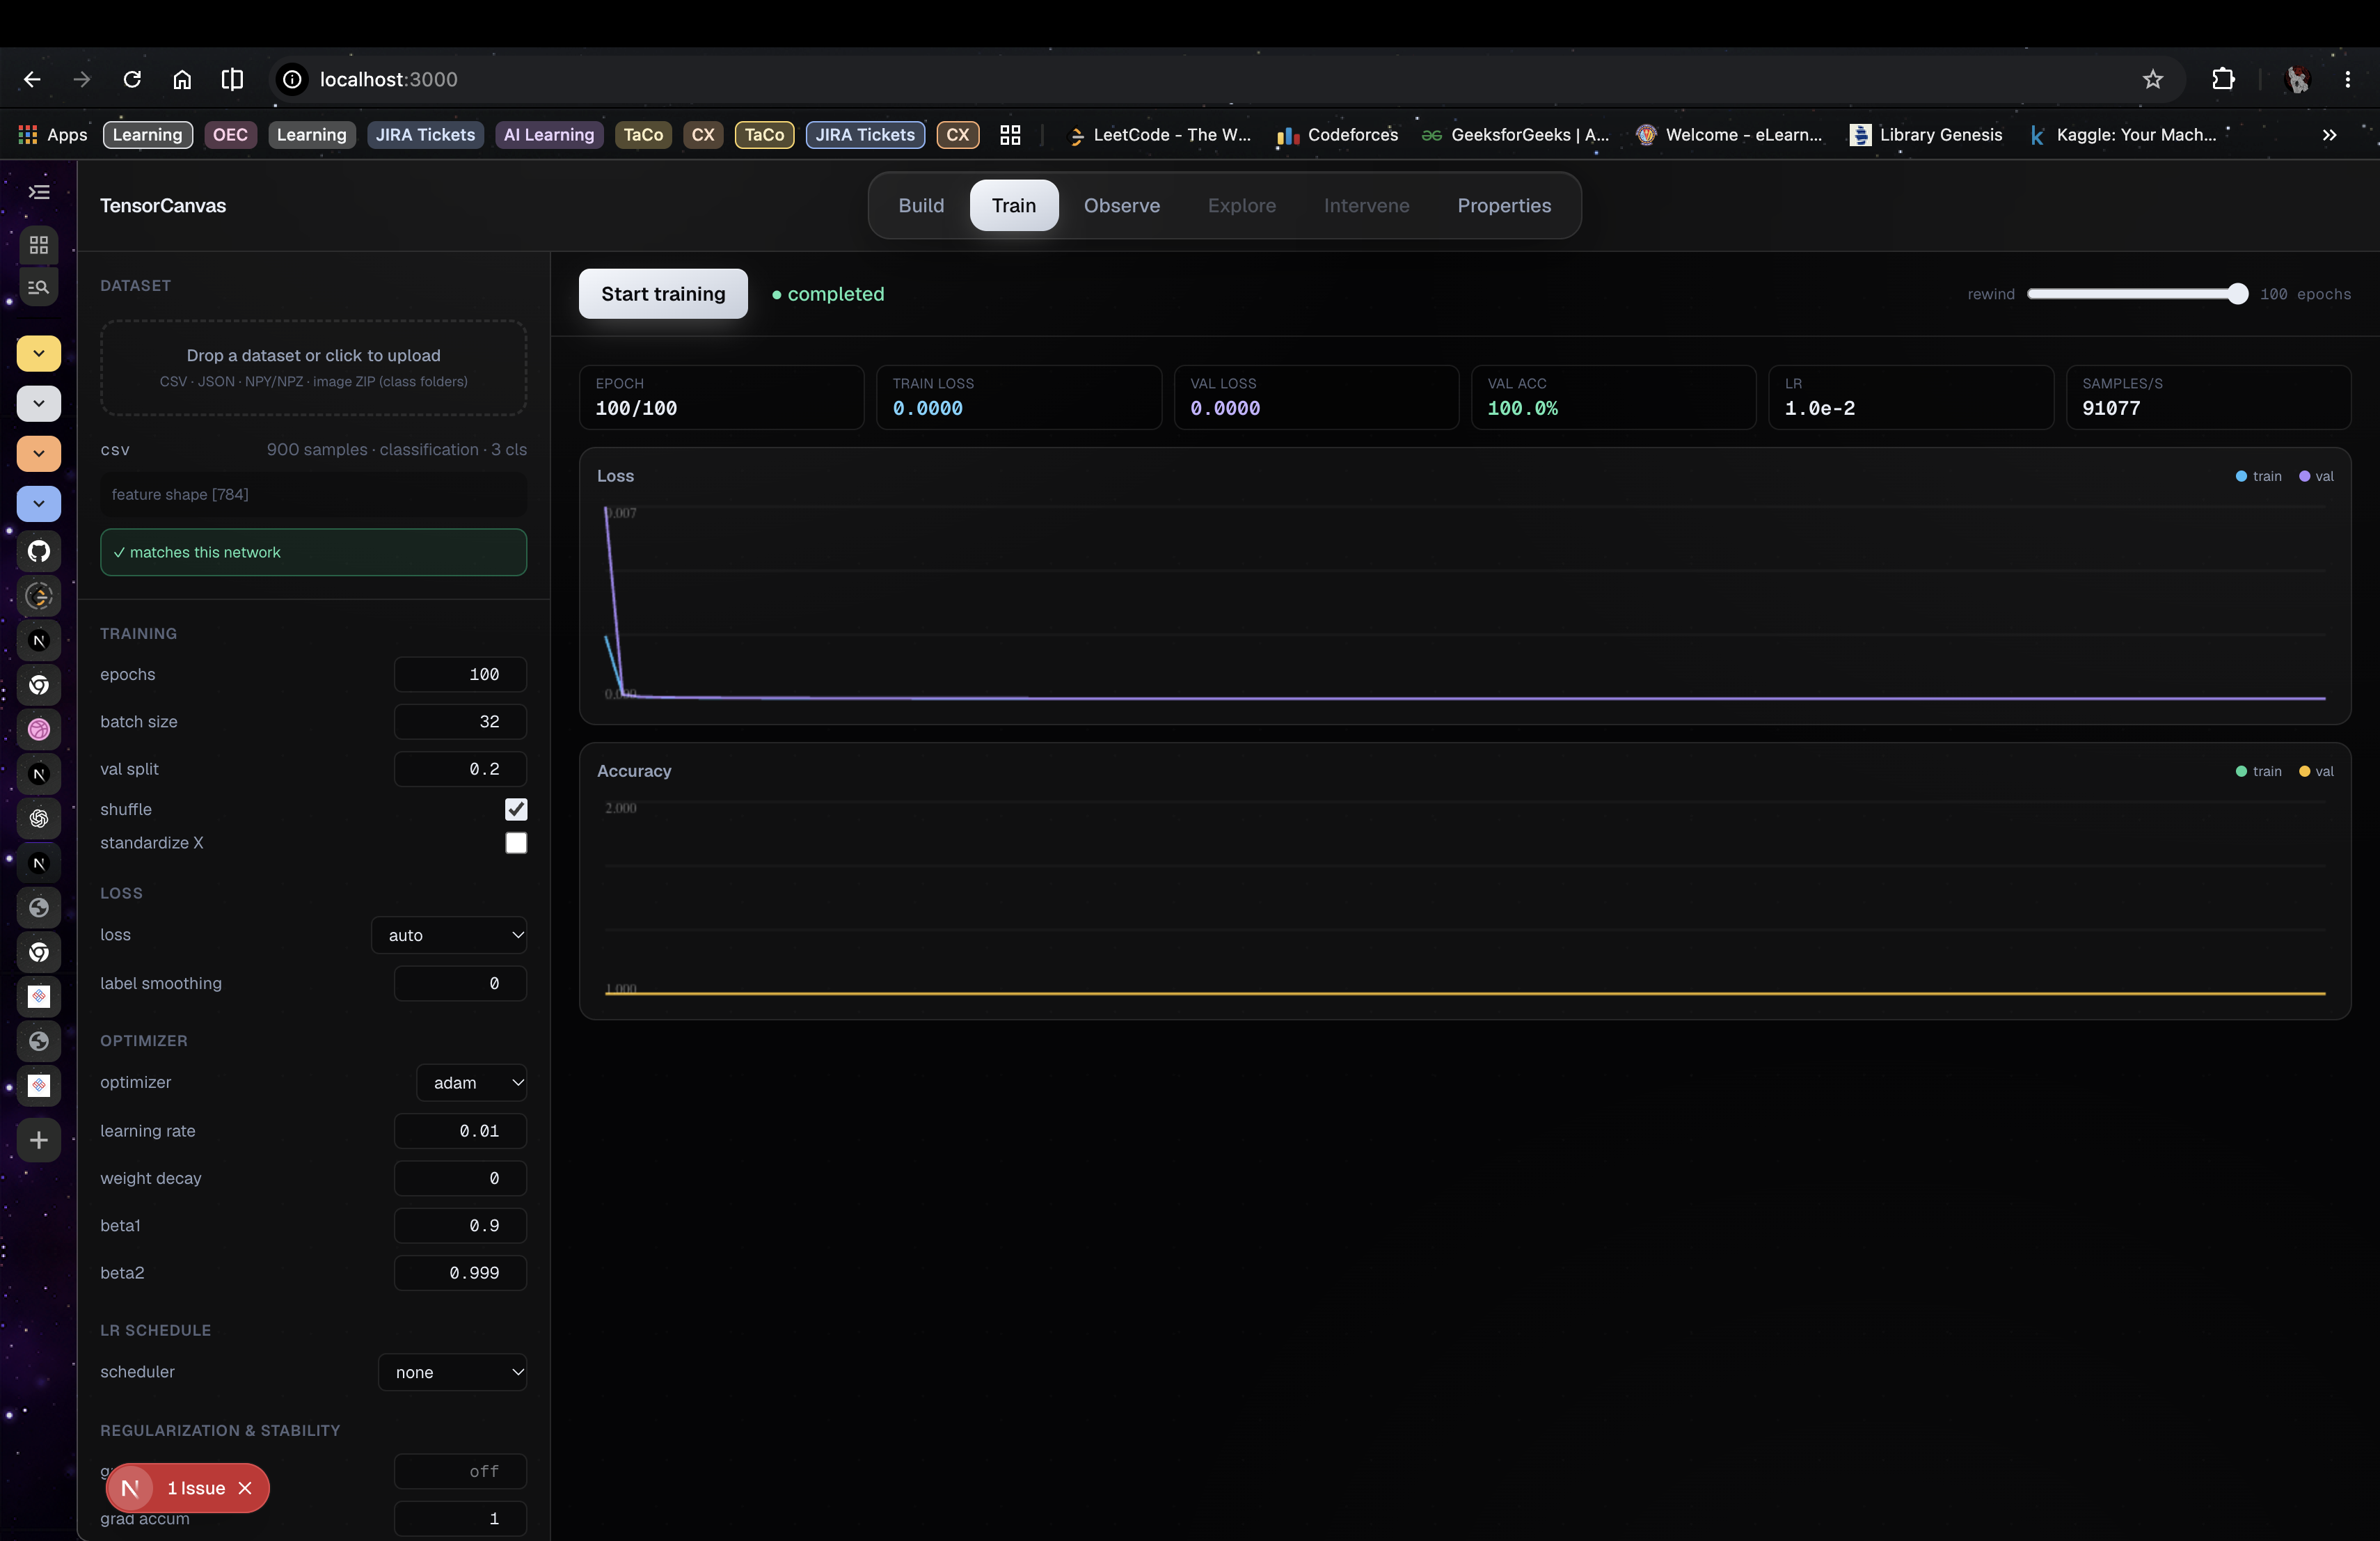 localhost:3000
Apps Learning OEC Learning JIRA Tickets AI Learning TaCo CX TaCo JIRA Tickets CX LeetCode - The W... Codeforces GeeksforGeeks | A... Welcome - eLearn... Library Genesis Kaggle: Your Mach...
TensorCanvas
Build Train Observe Explore Intervene Properties
DATASET
Drop a dataset or click to upload
CSV · JSON · NPY/NPZ · image ZIP (class folders)
csv 900 samples · classification · 3 cls
feature shape [784]
✓ matches this network
TRAINING
epochs 100
batch size 32
val split 0.2
shuffle
standardize X
LOSS
loss auto
label smoothing 0
OPTIMIZER
optimizer adam
learning rate 0.01
weight decay 0
beta1 0.9
beta2 0.999
LR SCHEDULE
scheduler none
REGULARIZATION & STABILITY
off
N 1 Issue
grad accum 1
Start training completed
rewind 100 epochs
EPOCH
100/100
TRAIN LOSS
0.0000
VAL LOSS
0.0000
VAL ACC
100.0%
LR
1.0e-2
SAMPLES/S
91077
Loss train val
0.007
0.000
Accuracy train val
2.000
1.000